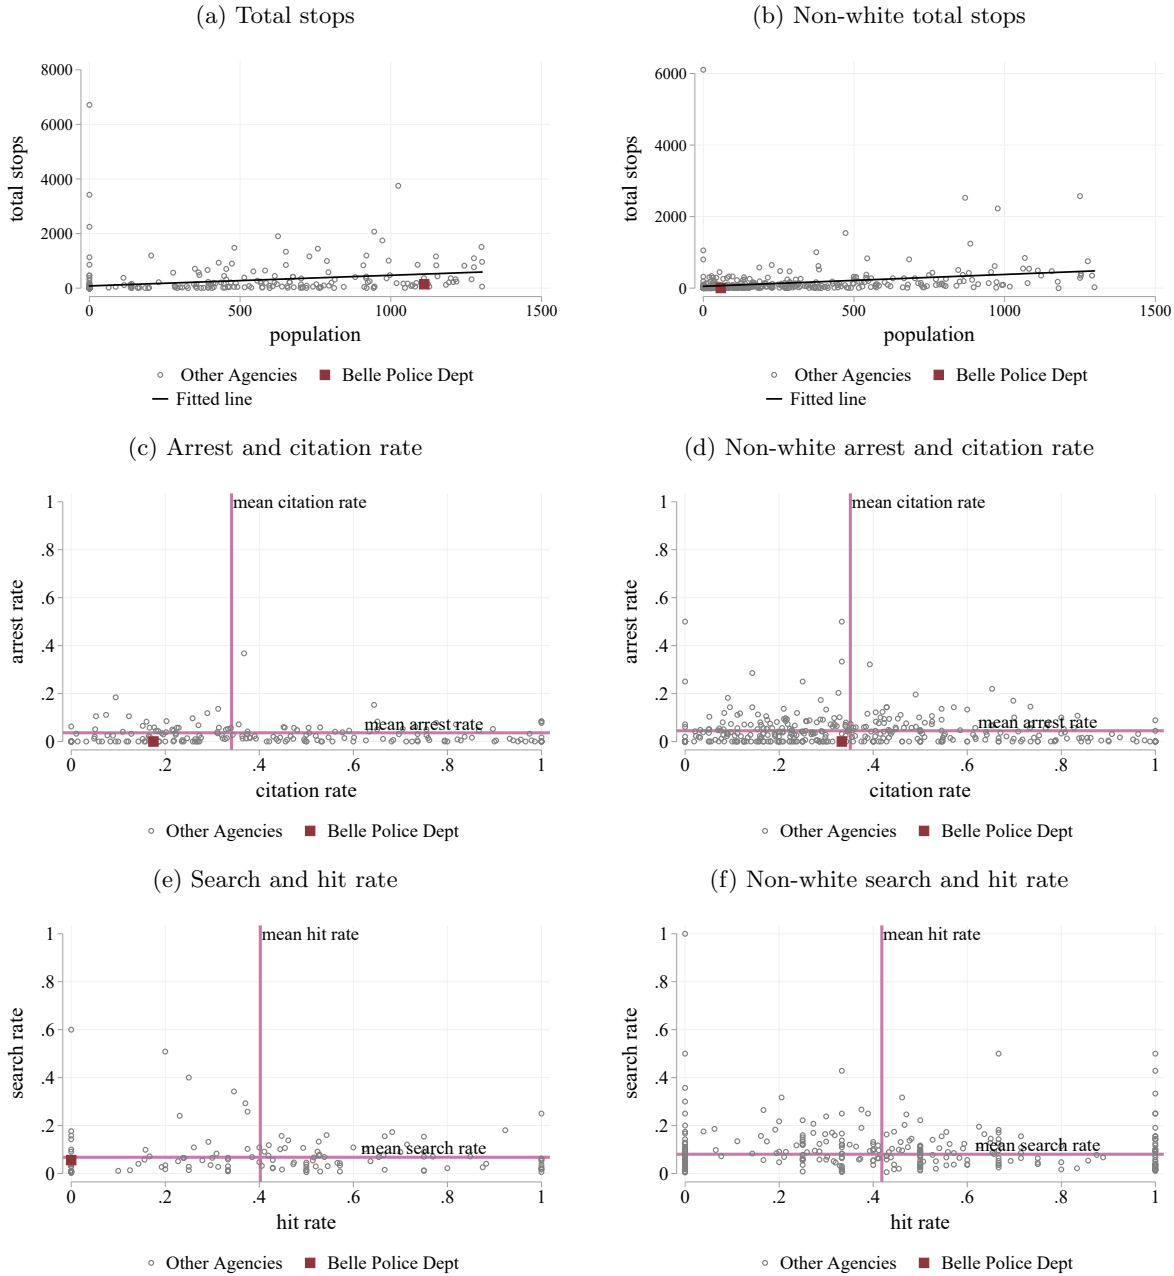 (a) Total stops
(b) Non-white total stops
8000
6000
4000
2000
0
total stops
0
500
1000
1500
population
Other Agencies
Belle Police Dept
Fitted line
6000
4000
2000
0
total stops
0
500
1000
1500
population
Other Agencies
Belle Police Dept
Fitted line
(c) Arrest and citation rate
(d) Non-white arrest and citation rate
1
.8
.6
.4
.2
0
arrest rate
mean citation rate
mean arrest rate
0
.2
.4
.6
.8
1
citation rate
Other Agencies
Belle Police Dept
1
.8
.6
.4
.2
0
arrest rate
mean citation rate
mean arrest rate
0
.2
.4
.6
.8
1
citation rate
Other Agencies
Belle Police Dept
(e) Search and hit rate
(f) Non-white search and hit rate
1
.8
.6
.4
.2
0
search rate
mean hit rate
mean search rate
0
.2
.4
.6
.8
1
hit rate
Other Agencies
Belle Police Dept
1
.8
.6
.4
.2
0
search rate
mean hit rate
mean search rate
0
.2
.4
.6
.8
1
hit rate
Other Agencies
Belle Police Dept